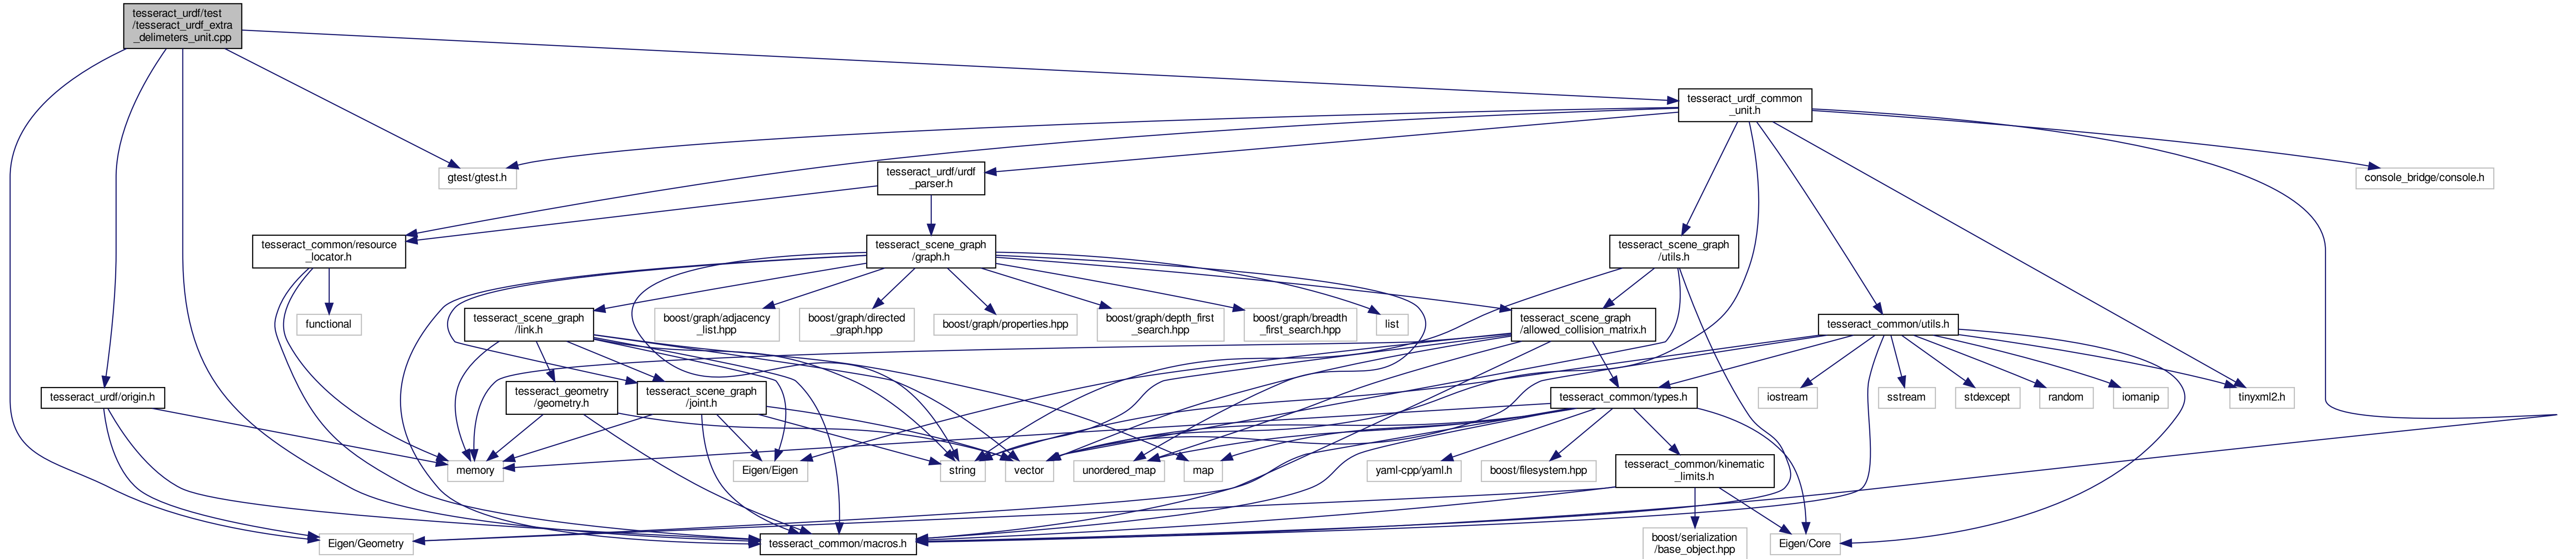 tesseract_urdf/test
/tesseract_urdf_extra
_delimeters_unit.cpp
tesseract_urdf_common
_unit.h
gtest/gtest.h
tesseract_urdf/urdf
_parser.h
console_bridge/console.h
tesseract_common/resource
_locator.h
tesseract_scene_graph
/graph.h
tesseract_scene_graph
/utils.h
functional
tesseract_scene_graph
/link.h
boost/graph/adjacency
_list.hpp
boost/graph/directed
_graph.hpp
boost/graph/properties.hpp
boost/graph/depth_first
_search.hpp
boost/graph/breadth
_first_search.hpp
list
tesseract_scene_graph
/allowed_collision_matrix.h
tesseract_common/utils.h
tesseract_urdf/origin.h
tesseract_geometry
/geometry.h
tesseract_scene_graph
/joint.h
tesseract_common/types.h
iostream
sstream
stdexcept
random
iomanip
tinyxml2.h
memory
Eigen/Eigen
string
vector
unordered_map
map
yaml-cpp/yaml.h
boost/filesystem.hpp
tesseract_common/kinematic
_limits.h
Eigen/Geometry
tesseract_common/macros.h
boost/serialization
/base_object.hpp
Eigen/Core